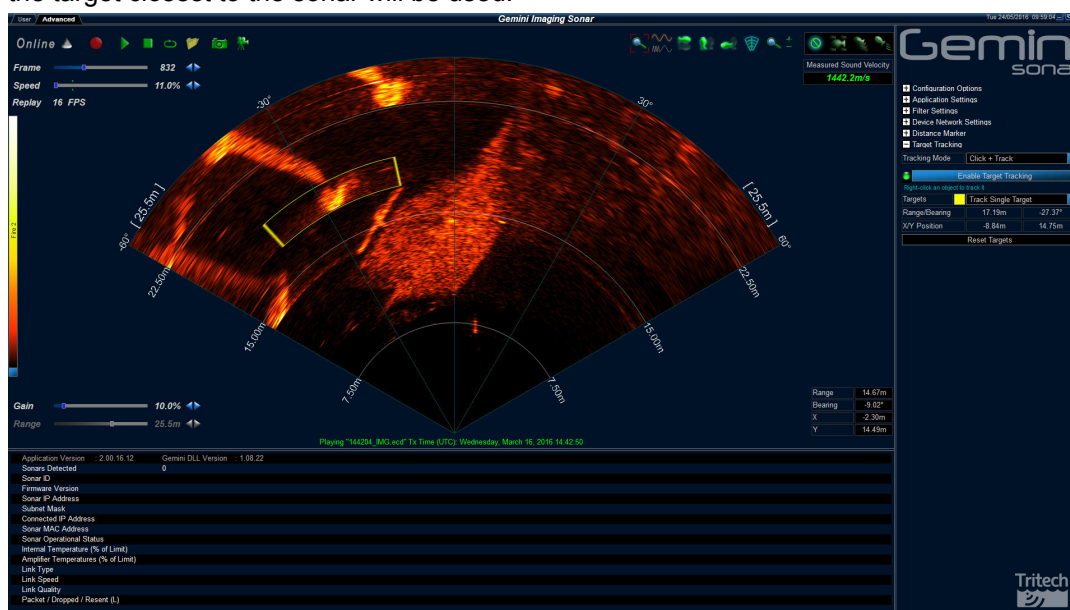 the target closest to the sonar will be used.
User Advanced Gemini Imaging Sonar Tue 24/05/2016 09:59:04
Online
Frame 832
Speed 11.0%
Replay 16 FPS
Measured Sound Velocity
1442.2m/s
Gemin
sona
Configuration Options
Application Settings
Filter Settings
Device Network Settings
Distance Marker
Target Tracking
Tracking Mode Click + Track
Enable Target Tracking
Right-click an object to track it
Targets Track Single Target
Range/Bearing 17.19m -27.37°
X/Y Position -8.84m 14.75m
Reset Targets
-30° 30°
[ 25.5m ] [ 25.5m ]
-60° 60°
Fire 2
22.50m 22.50m
15.00m 15.00m
7.50m 7.50m
Gain 10.0%
Range 25.5m
Range 14.67m
Bearing -9.02°
X -2.30m
Y 14.49m
Playing "144204_IMG.ecd" Tx Time (UTC): Wednesday, March 16, 2016 14:42:50
Application Version : 2.00.16.12 Gemini DLL Version : 1.08.22
Sonars Detected 0
Sonar ID
Firmware Version
Sonar IP Address
Subnet Mask
Connected IP Address
Sonar MAC Address
Sonar Operational Status
Internal Temperature (% of Limit)
Amplifier Temperatures (% of Limit)
Link Type
Link Speed
Link Quality
Packet / Dropped / Resent (L)
Tritech